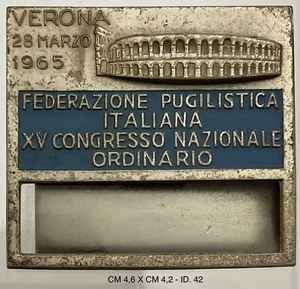 VERONA
28 MARZO
1965
FEDERAZIONE PUGILISTICA
ITALIANA
XV CONGRESSO NAZIONALE
ORDINARIO
CM 4,6 X CM 4,2 - ID. 42